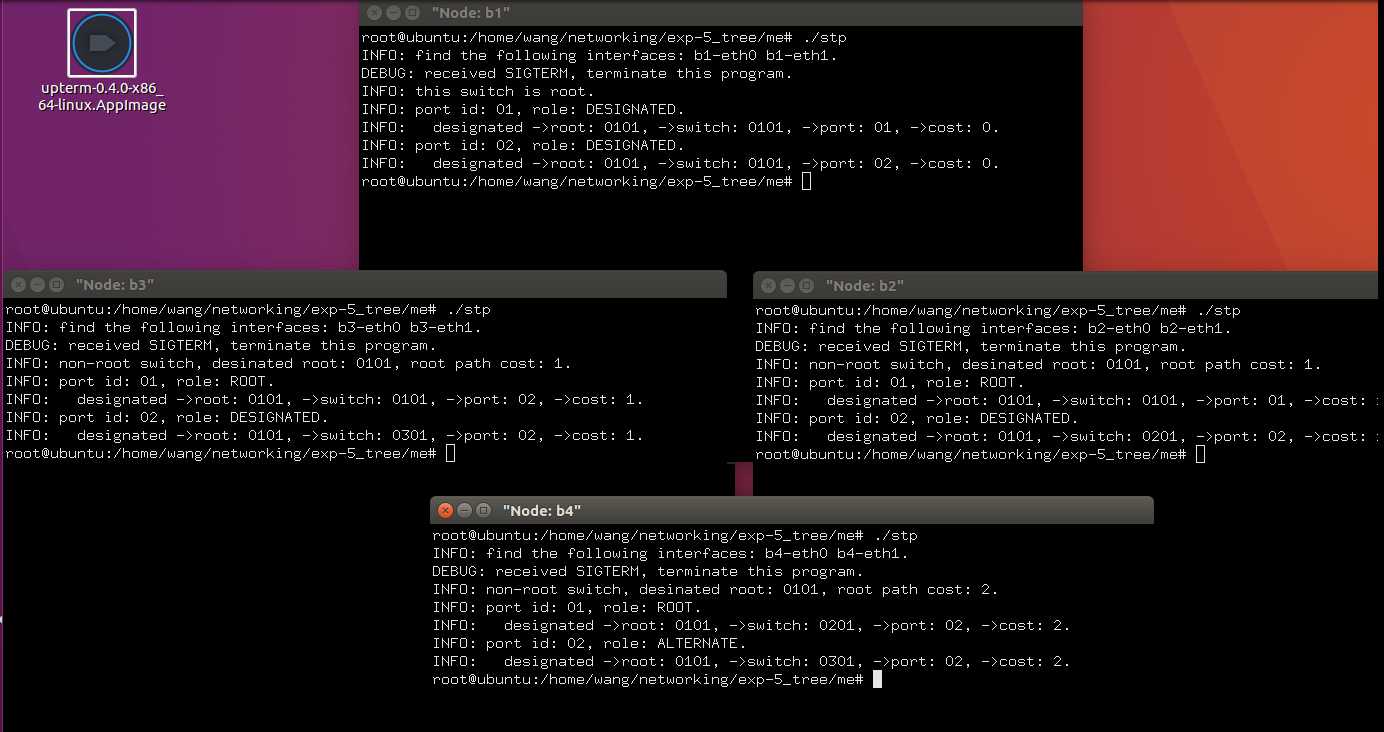 upterm-0.4.0-x86_
64-linux.AppImage
"Node: b1"
root@ubuntu:/home/wang/networking/exp-5_tree/me# ./stp
INFO: find the following interfaces: b1-eth0 b1-eth1.
DEBUG: received SIGTERM, terminate this program.
INFO: this switch is root.
INFO: port id: 01, role: DESIGNATED.
INFO:   designated ->root: 0101, ->switch: 0101, ->port: 01, ->cost: 0.
INFO: port id: 02, role: DESIGNATED.
INFO:   designated ->root: 0101, ->switch: 0101, ->port: 02, ->cost: 0.
root@ubuntu:/home/wang/networking/exp-5_tree/me#
"Node: b3"
root@ubuntu:/home/wang/networking/exp-5_tree/me# ./stp
INFO: find the following interfaces: b3-eth0 b3-eth1.
DEBUG: received SIGTERM, terminate this program.
INFO: non-root switch, desinated root: 0101, root path cost: 1.
INFO: port id: 01, role: ROOT.
INFO:   designated ->root: 0101, ->switch: 0101, ->port: 02, ->cost: 1.
INFO: port id: 02, role: DESIGNATED.
INFO:   designated ->root: 0101, ->switch: 0301, ->port: 02, ->cost: 1.
root@ubuntu:/home/wang/networking/exp-5_tree/me#
"Node: b2"
root@ubuntu:/home/wang/networking/exp-5_tree/me# ./stp
INFO: find the following interfaces: b2-eth0 b2-eth1.
DEBUG: received SIGTERM, terminate this program.
INFO: non-root switch, desinated root: 0101, root path cost: 1.
INFO: port id: 01, role: ROOT.
INFO:   designated ->root: 0101, ->switch: 0101, ->port: 01, ->cost:
INFO: port id: 02, role: DESIGNATED.
INFO:   designated ->root: 0101, ->switch: 0201, ->port: 02, ->cost:
root@ubuntu:/home/wang/networking/exp-5_tree/me#
"Node: b4"
root@ubuntu:/home/wang/networking/exp-5_tree/me# ./stp
INFO: find the following interfaces: b4-eth0 b4-eth1.
DEBUG: received SIGTERM, terminate this program.
INFO: non-root switch, desinated root: 0101, root path cost: 2.
INFO: port id: 01, role: ROOT.
INFO:   designated ->root: 0101, ->switch: 0201, ->port: 02, ->cost: 2.
INFO: port id: 02, role: ALTERNATE.
INFO:   designated ->root: 0101, ->switch: 0301, ->port: 02, ->cost: 2.
root@ubuntu:/home/wang/networking/exp-5_tree/me#